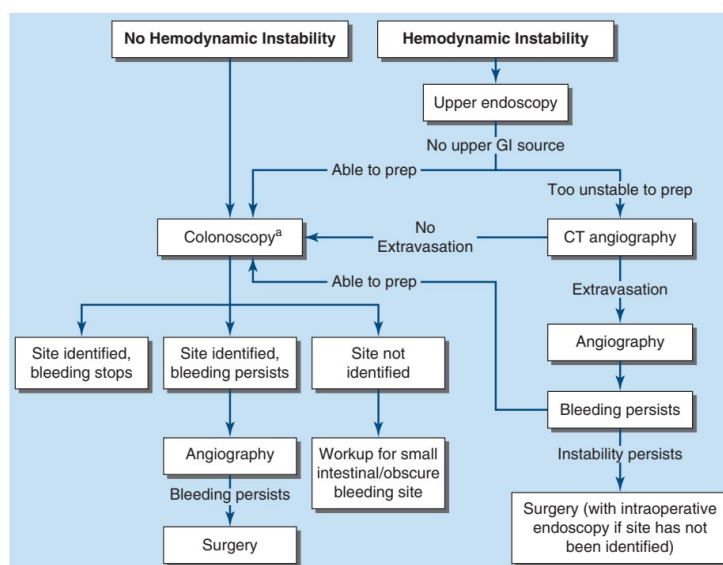 No Hemodynamic Instability
Hemodynamic Instability
Upper endoscopy
No upper GI source
Able to prep
Too unstable to prep
Colonoscopyᵃ
No
Extravasation
CT angiography
Able to prep
Extravasation
Site identified,
bleeding stops
Site identified,
bleeding persists
Site not
identified
Angiography
Bleeding persists
Angiography
Workup for small
intestinal/obscure
bleeding site
Instability persists
Bleeding persists
Surgery
Surgery (with intraoperative
endoscopy if site has not
been identified)